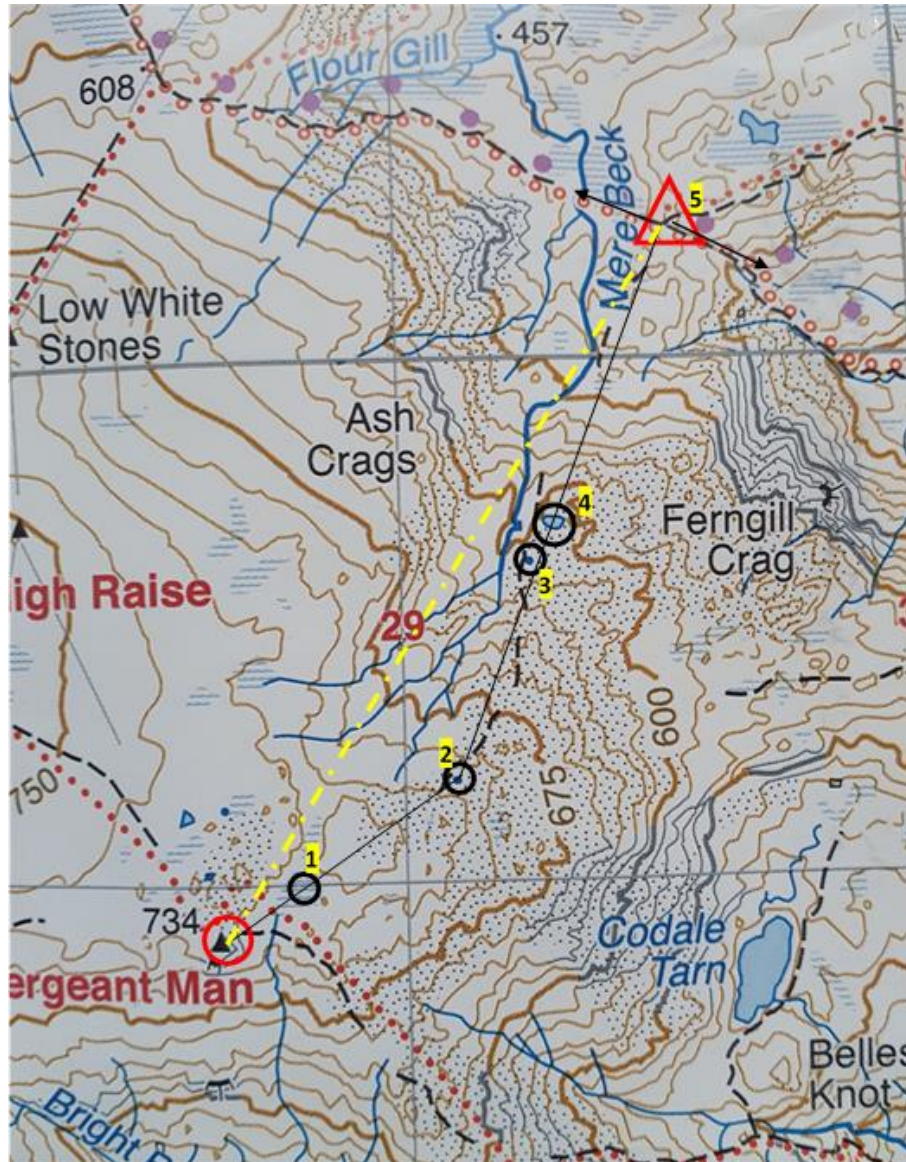 457
Flour Gill
608
Mere Beck
5
Low White
Stones
Ash
Crags
4
Ferngill
Crag
3
igh Raise
29
600
2
675
750
1
734
Codale
Tarn
ergeant Man
Belles
Knot
Bright